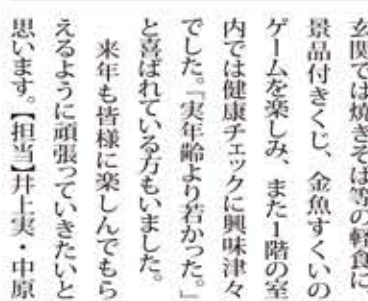 玄関では焼きそば等の軽食に
景品付きくじ、金魚すくいの
ゲームを楽しみ、また1階の室
内では健康チェックに興味津々
でした。「実年齢より若かった。」
と喜ばれている方もいました。
来年も皆様に楽しんでもら
えるように頑張っていきたいと
思います。【担当】井上実・中原